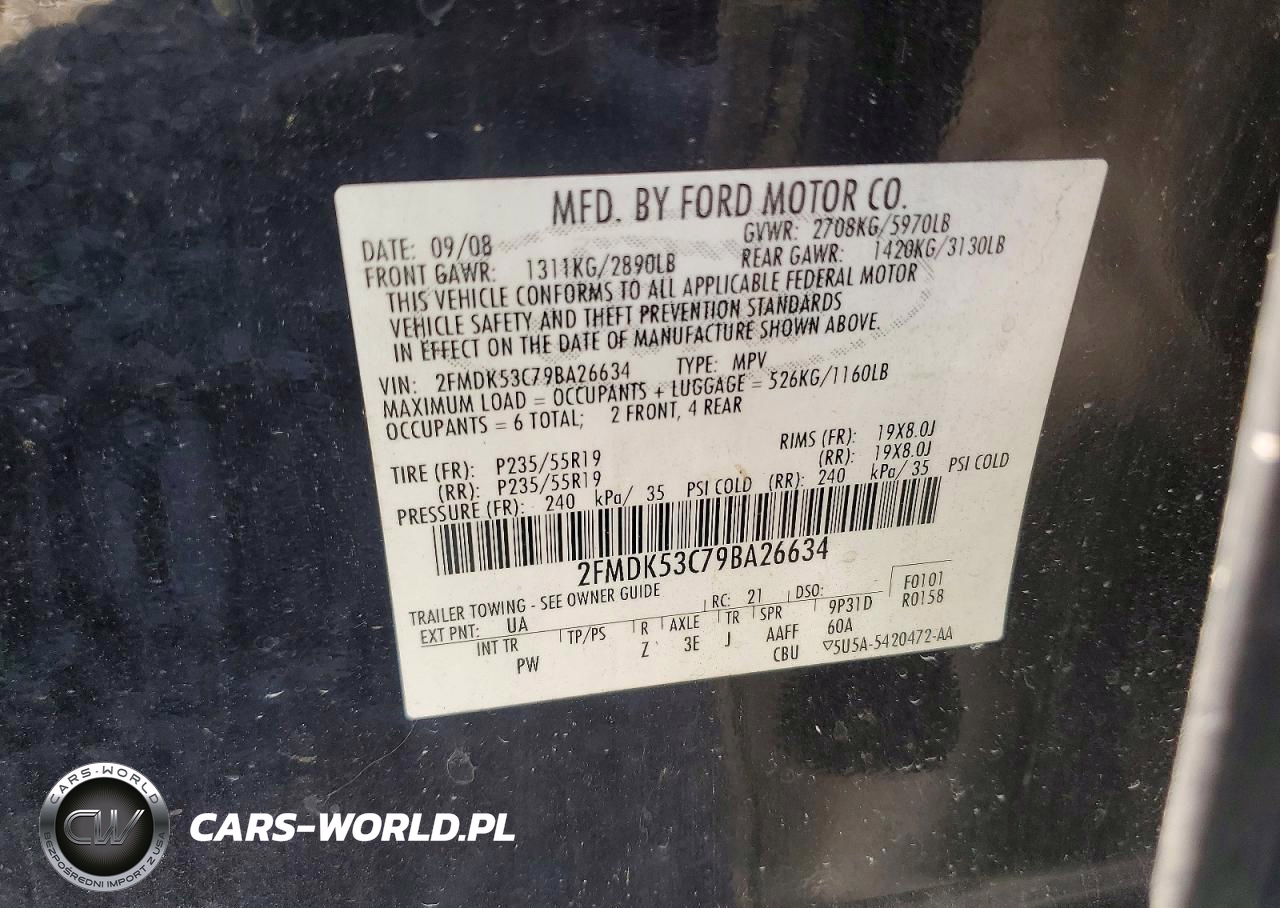 MFD. BY FORD MOTOR CO.
DATE: 09/08 GVWR: 2708KG/5970LB
FRONT GAWR: 1311KG/2890LB REAR GAWR: 1420KG/3130LB
THIS VEHICLE CONFORMS TO ALL APPLICABLE FEDERAL MOTOR
VEHICLE SAFETY AND THEFT PREVENTION STANDARDS
IN EFFECT ON THE DATE OF MANUFACTURE SHOWN ABOVE.
VIN: 2FMDK53C79BA26634 TYPE: MPV
MAXIMUM LOAD = OCCUPANTS + LUGGAGE = 526KG/1160LB
OCCUPANTS = 6 TOTAL; 2 FRONT, 4 REAR
TIRE (FR): P235/55R19 RIMS (FR): 19X8.0J
(RR): P235/55R19 (RR): 19X8.0J
PRESSURE (FR): 240 kPa/ 35 PSI COLD (RR): 240 kPa/ 35 PSI COLD
2FMDK53C79BA26634
TRAILER TOWING - SEE OWNER GUIDE
EXT PNT: UA RC: 21 DSO: F0101
INT TR TP/PS R AXLE TR SPR 9P31D R0158
PW Z 3E J AAFF 60A
CBU ▽5U5A-5420472-AA
CARS-WORLD
CW
BEZPOŚREDNI IMPORT Z USA
CARS-WORLD.PL